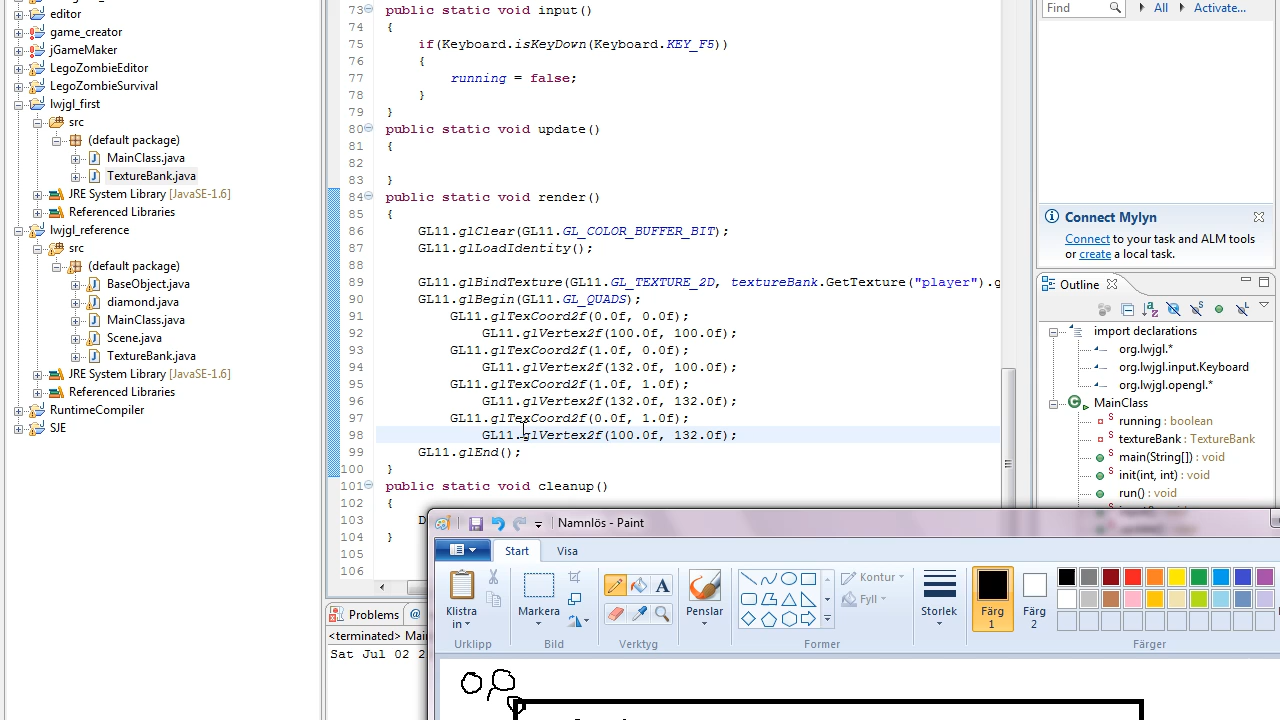 editor
game_creator
jGameMaker
LegoZombieEditor
LegoZombieSurvival
lwjgl_first
src
(default package)
MainClass.java
TextureBank.java
JRE System Library [JavaSE-1.6]
Referenced Libraries
lwjgl_reference
src
(default package)
BaseObject.java
diamond.java
MainClass.java
Scene.java
TextureBank.java
JRE System Library [JavaSE-1.6]
Referenced Libraries
RuntimeCompiler
SJE
73 public static void input()
74 {
75 if(Keyboard.isKeyDown(Keyboard.KEY_F5))
76 {
77 running = false;
78 }
79 }
80 public static void update()
81 {
82
83 }
84 public static void render()
85 {
86 GL11.glClear(GL11.GL_COLOR_BUFFER_BIT);
87 GL11.glLoadIdentity();
88
89 GL11.glBindTexture(GL11.GL_TEXTURE_2D, textureBank.GetTexture("player").g
90 GL11.glBegin(GL11.GL_QUADS);
91 GL11.glTexCoord2f(0.0f, 0.0f);
92 GL11.glVertex2f(100.0f, 100.0f);
93 GL11.glTexCoord2f(1.0f, 0.0f);
94 GL11.glVertex2f(132.0f, 100.0f);
95 GL11.glTexCoord2f(1.0f, 1.0f);
96 GL11.glVertex2f(132.0f, 132.0f);
97 GL11.glTexCoord2f(0.0f, 1.0f);
98 GL11.glVertex2f(100.0f, 132.0f);
99 GL11.glEnd();
100 }
101 public static void cleanup()
102 {
103 D
104 }
105
106
Find All Activate...
Connect Mylyn
Connect to your task and ALM tools
or create a local task.
Outline
import declarations
org.lwjgl.*
org.lwjgl.input.Keyboard
org.lwjgl.opengl.*
MainClass
running : boolean
textureBank : TextureBank
main(String[]) : void
init(int, int) : void
run() : void
Problems @
<terminated> Mai
Sat Jul 02 2
Namnlös - Paint
Start Visa
Klistra in
Markera
Penslar
Kontur
Fyll
Storlek
Färg 1
Färg 2
Urklipp Bild Verktyg Former Färger